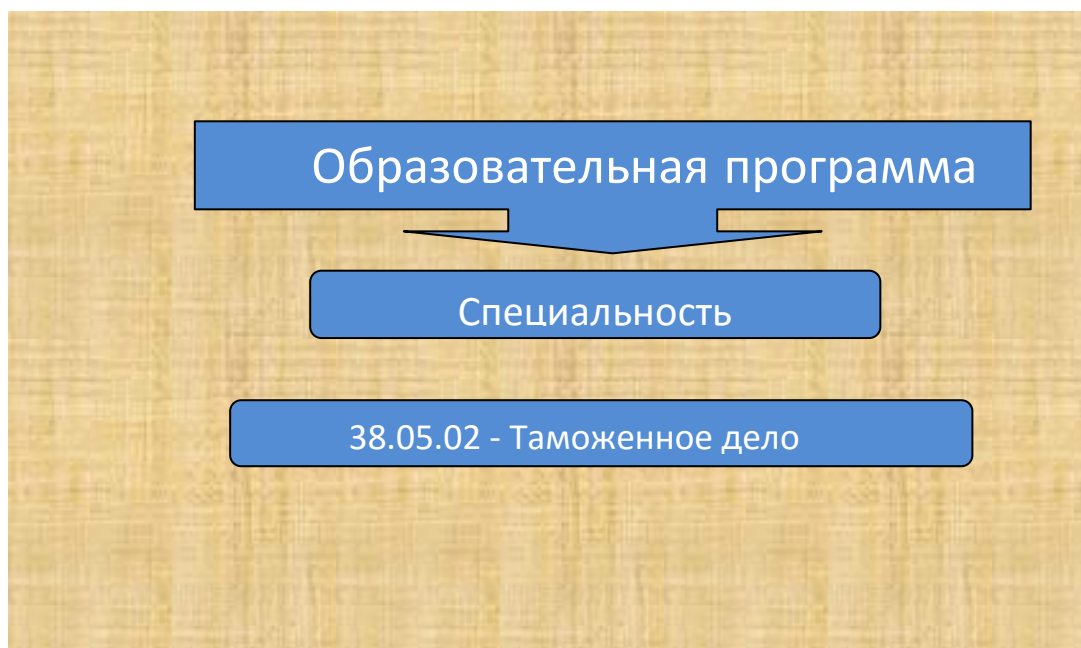 Образовательная программа
Специальность
38.05.02 - Таможенное дело